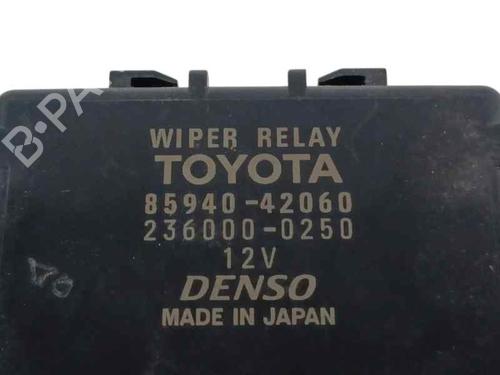 WIPER RELAY
TOYOTA
85940-42060
236000-0250
12V
DENSO
MADE IN JAPAN